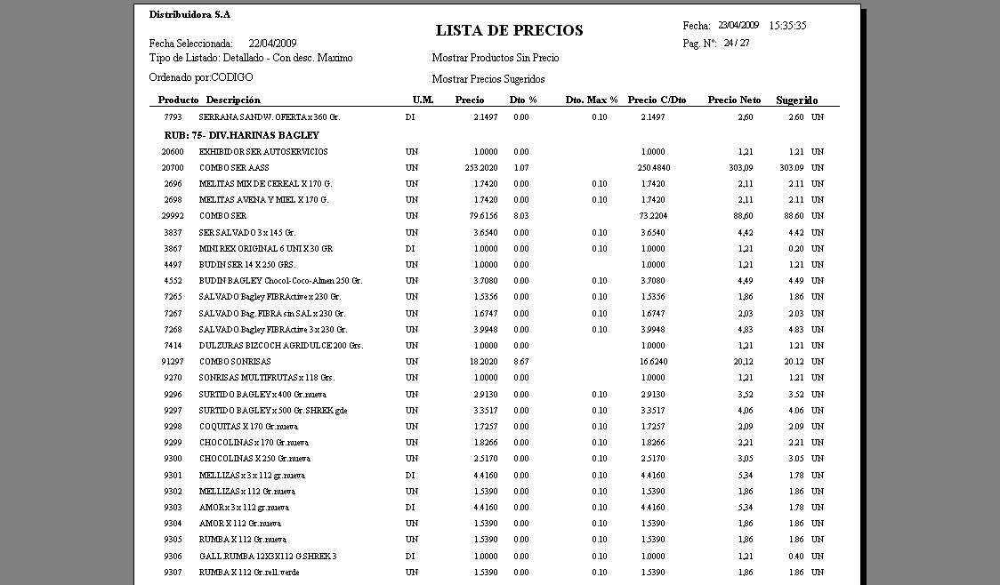 Distribuidora S.A
LISTA DE PRECIOS
Fecha: 23/04/2009 15:35:35
Fecha Seleccionada: 22/04/2009
Pag. Nº: 24 / 27
Tipo de Listado: Detallado - Con desc. Maximo
Mostrar Productos Sin Precio
Ordenado por:CODIGO
Mostrar Precios Sugeridos
Producto Descripción U.M. Precio Dto % Dto. Max % Precio C/Dto Precio Neto Sugerido
7793 SERRANA SANDW. OFERTA x 360 Gr. DI 2.1497 0.00 0.10 2.1497 2,60 2.60 UN
RUB: 75- DIV.HARINAS BAGLEY
20600 EXHIBIDOR SER AUTOSERVICIOS UN 1.0000 0.00 1.0000 1,21 1.21 UN
20700 COMBO SER AASS UN 253.2020 1.07 250.4840 303,09 303.09 UN
2696 MELITAS MIX DE CEREAL X 170 G. UN 1.7420 0.00 0.10 1.7420 2,11 2.11 UN
2698 MELITAS AVENA Y MIEL X 170 G. UN 1.7420 0.00 0.10 1.7420 2,11 2.11 UN
29992 COMBO SER UN 79.6156 8.03 73.2204 88,60 88.60 UN
3837 SER SALVADO 3 x 145 Gr. UN 3.6540 0.00 0.10 3.6540 4,42 4.42 UN
3867 MINI REX ORIGINAL 6 UNI X 30 GR DI 1.0000 0.00 0.10 1.0000 1,21 0.20 UN
4497 BUDIN SER 14 X 250 GRS. UN 1.0000 0.00 1.0000 1,21 1.21 UN
4552 BUDIN BAGLEY Chocol-Coco-Almen 250 Gr. UN 3.7080 0.00 0.10 3.7080 4,49 4.49 UN
7265 SALVADO Bagley FIBRActive x 230 Gr. UN 1.5356 0.00 0.10 1.5356 1,86 1.86 UN
7267 SALVADO Bag. FIBRA sin SAL x 230 Gr. UN 1.6747 0.00 0.10 1.6747 2,03 2.03 UN
7268 SALVADO Bagley FIBRActive 3 x 230 Gr. UN 3.9948 0.00 0.10 3.9948 4,83 4.83 UN
7414 DULZURAS BIZCOCH AGRIDULCE 200 Grs. UN 1.0000 0.00 1.0000 1,21 1.21 UN
91297 COMBO SONRISAS UN 18.2020 8.67 16.6240 20,12 20.12 UN
9270 SONRISAS MULTIFRUTAS x 118 Grs. UN 1.0000 0.00 1.0000 1,21 1.21 UN
9296 SURTIDO BAGLEY x 400 Gr.nueva UN 2.9130 0.00 0.10 2.9130 3,52 3.52 UN
9297 SURTIDO BAGLEY x 500 Gr.SHREK gde UN 3.3517 0.00 0.10 3.3517 4,06 4.06 UN
9298 COQUITAS X 170 Gr.nueva UN 1.7257 0.00 0.10 1.7257 2,09 2.09 UN
9299 CHOCOLINAS x 170 Gr.nueva UN 1.8266 0.00 0.10 1.8266 2,21 2.21 UN
9300 CHOCOLINAS X 250 Gr.nueva UN 2.5170 0.00 0.10 2.5170 3,05 3.05 UN
9301 MELLIZAS x 3 x 112 gr.nueva DI 4.4160 0.00 0.10 4.4160 5,34 1.78 UN
9302 MELLIZAS x 112 Gr.nueva UN 1.5390 0.00 0.10 1.5390 1,86 1.86 UN
9303 AMOR x 3 x 112 gr.nueva DI 4.4160 0.00 0.10 4.4160 5,34 1.78 UN
9304 AMOR X 112 Gr.nueva UN 1.5390 0.00 0.10 1.5390 1,86 1.86 UN
9305 RUMBA X 112 Gr.nueva UN 1.5390 0.00 0.10 1.5390 1,86 1.86 UN
9306 GALL.RUMBA 12X3X112 G.SHREK 3 DI 1.0000 0.00 0.10 1.0000 1,21 0.40 UN
9307 RUMBA X 112 Gr.rell.verde UN 1.5390 0.00 0.10 1.5390 1,86 1.86 UN